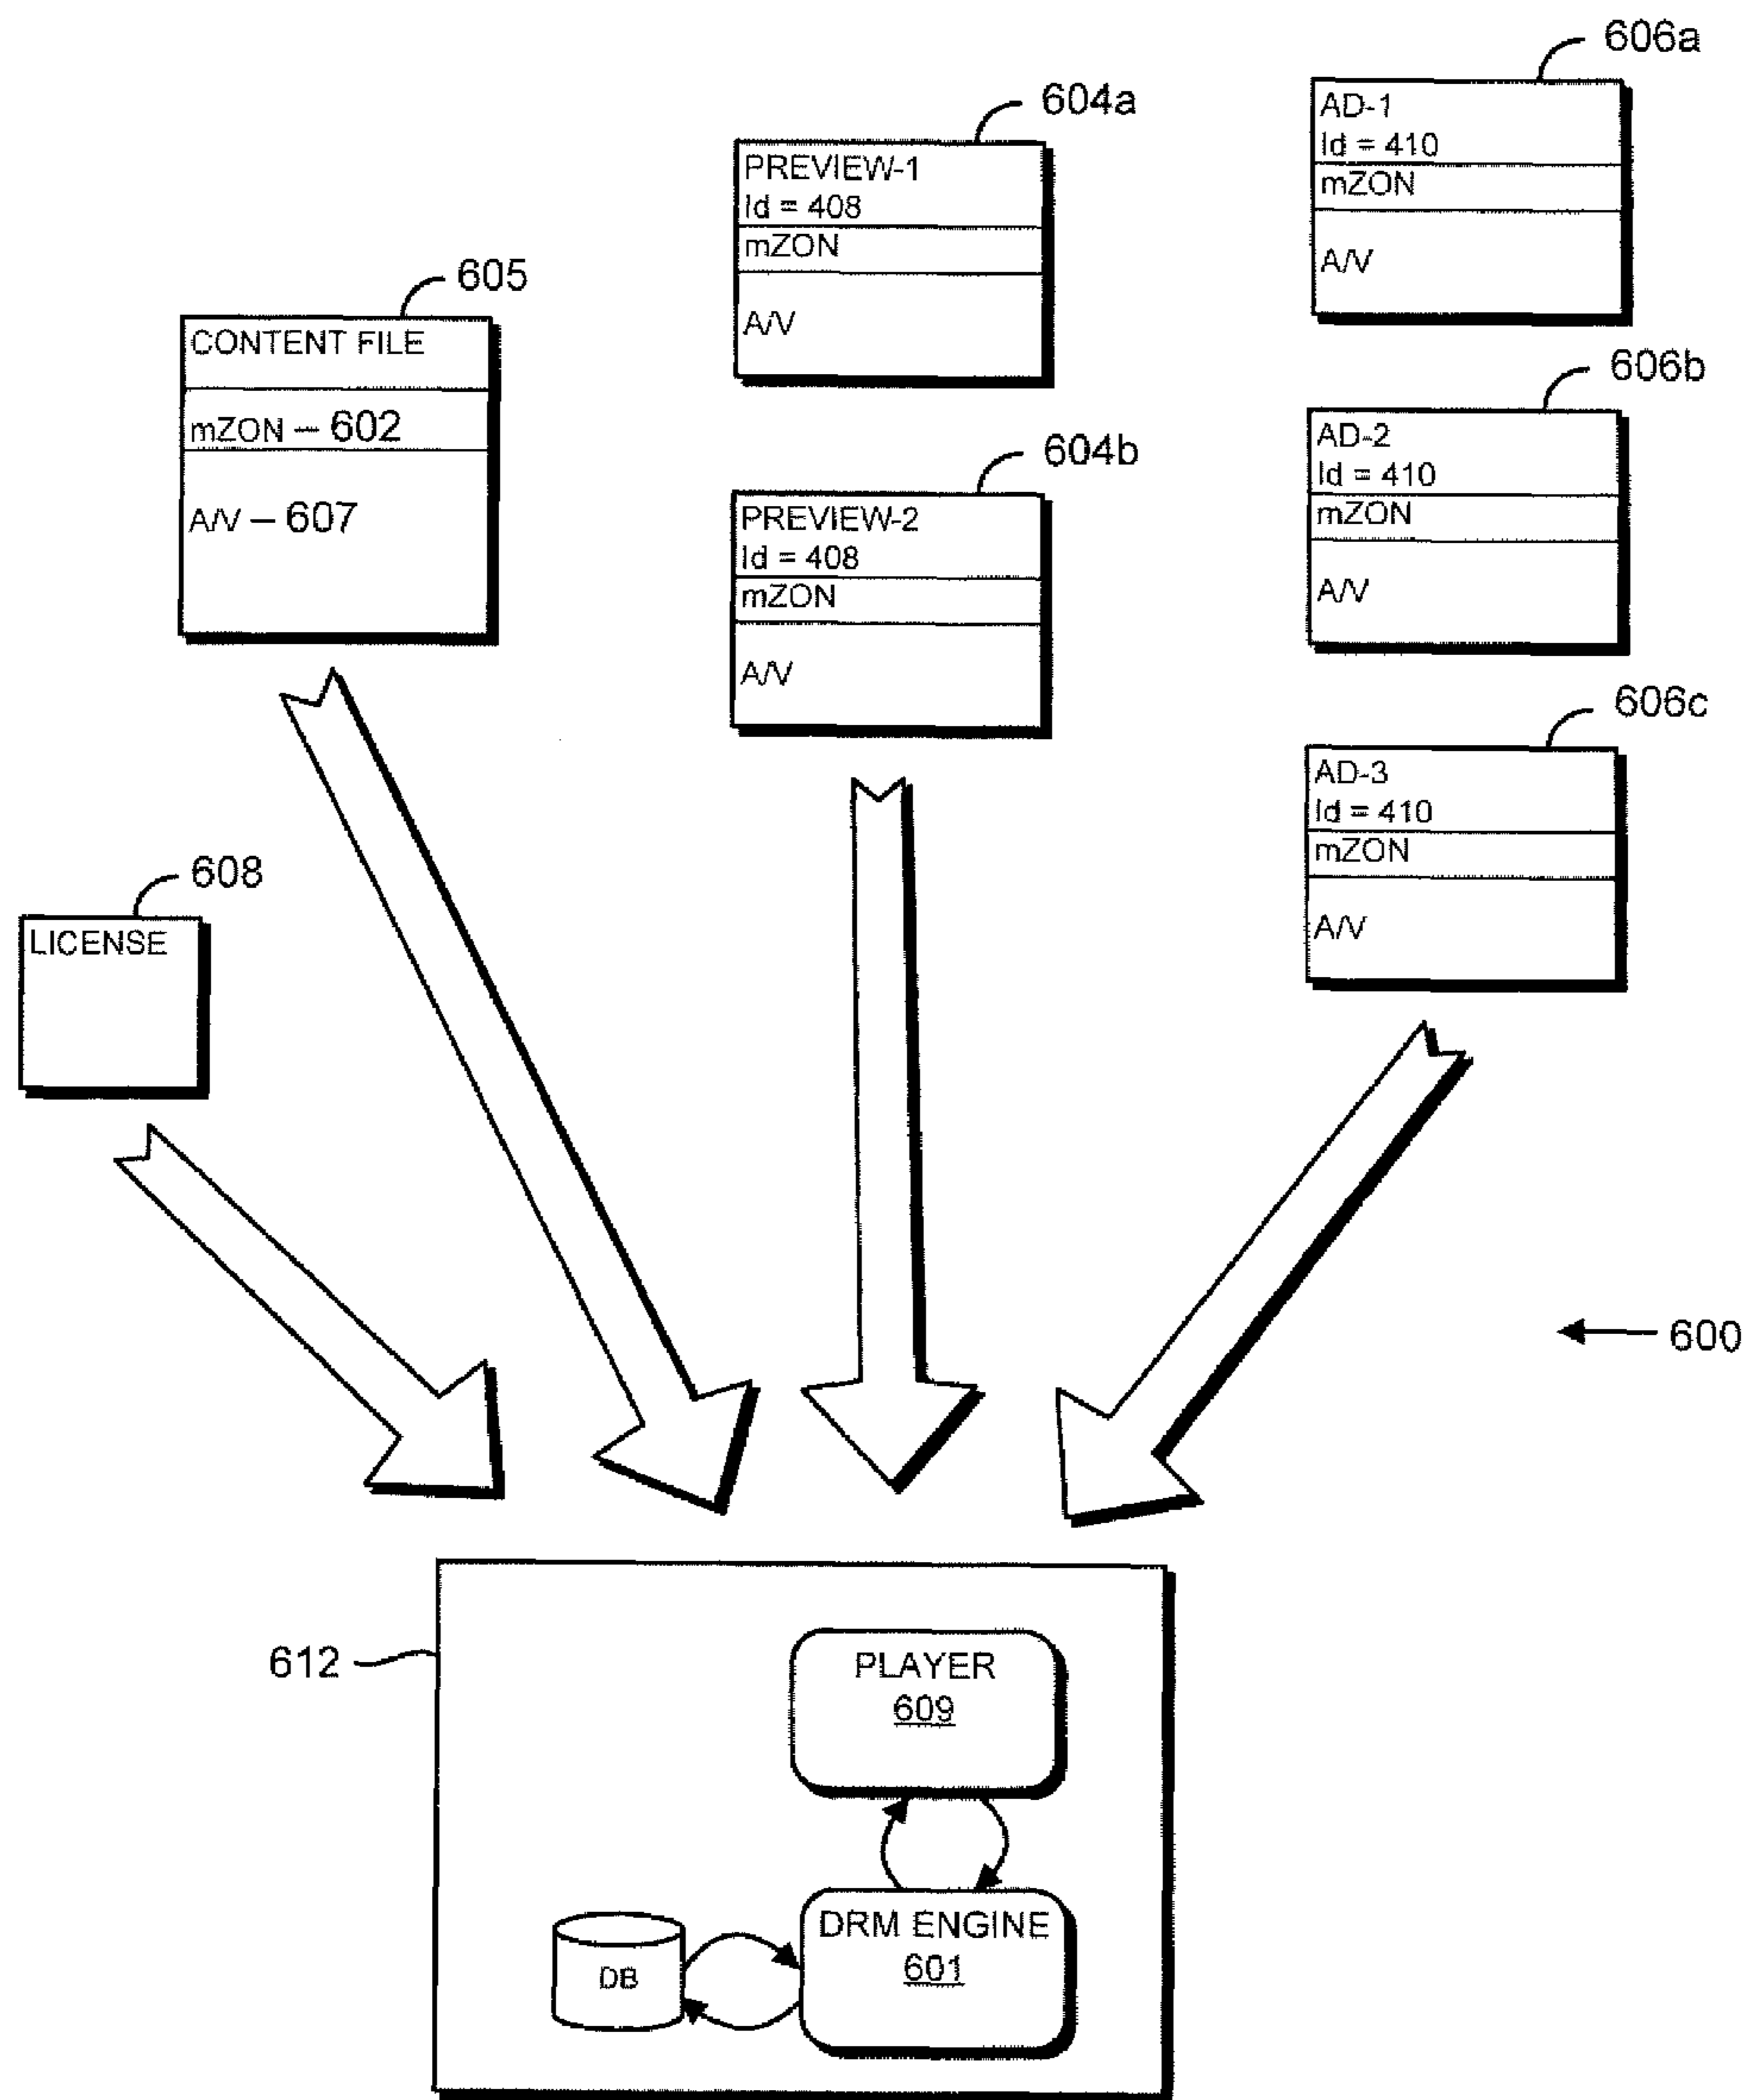 606a
AD-1
Id = 410
mZON
A/V
604a
PREVIEW-1
Id = 408
mZON
A/V
605
CONTENT FILE
mZON – 602
A/V – 607
606b
AD-2
Id = 410
mZON
A/V
604b
PREVIEW-2
Id = 408
mZON
A/V
606c
AD-3
Id = 410
mZON
A/V
608
LICENSE
600
612
PLAYER
609
DRM ENGINE
601
DB